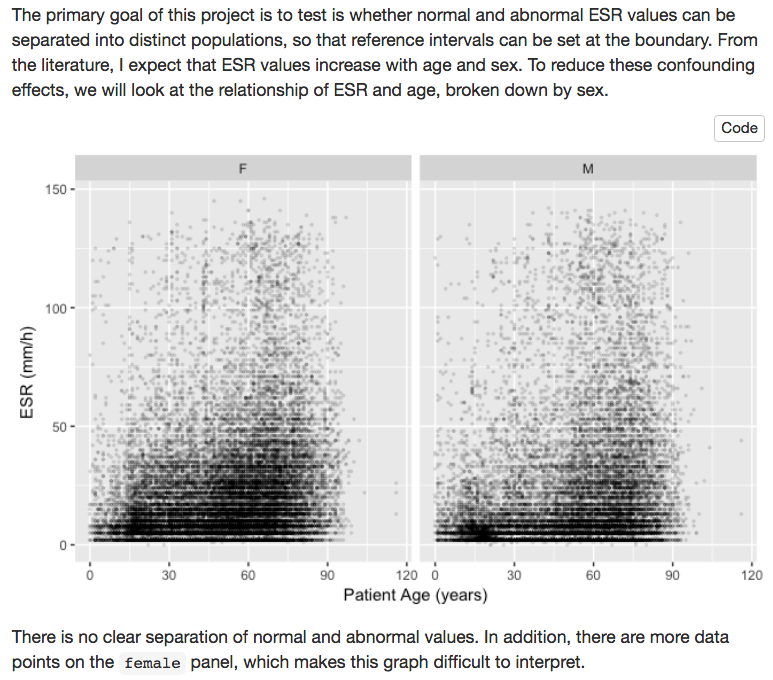 The primary goal of this project is to test is whether normal and abnormal ESR values can be
separated into distinct populations, so that reference intervals can be set at the boundary. From
the literature, I expect that ESR values increase with age and sex. To reduce these confounding
effects, we will look at the relationship of ESR and age, broken down by sex.
Code
F M
150
100
50
0
ESR (mm/h)
0 30 60 90 120 0 30 60 90 120
Patient Age (years)
There is no clear separation of normal and abnormal values. In addition, there are more data
points on the female panel, which makes this graph difficult to interpret.